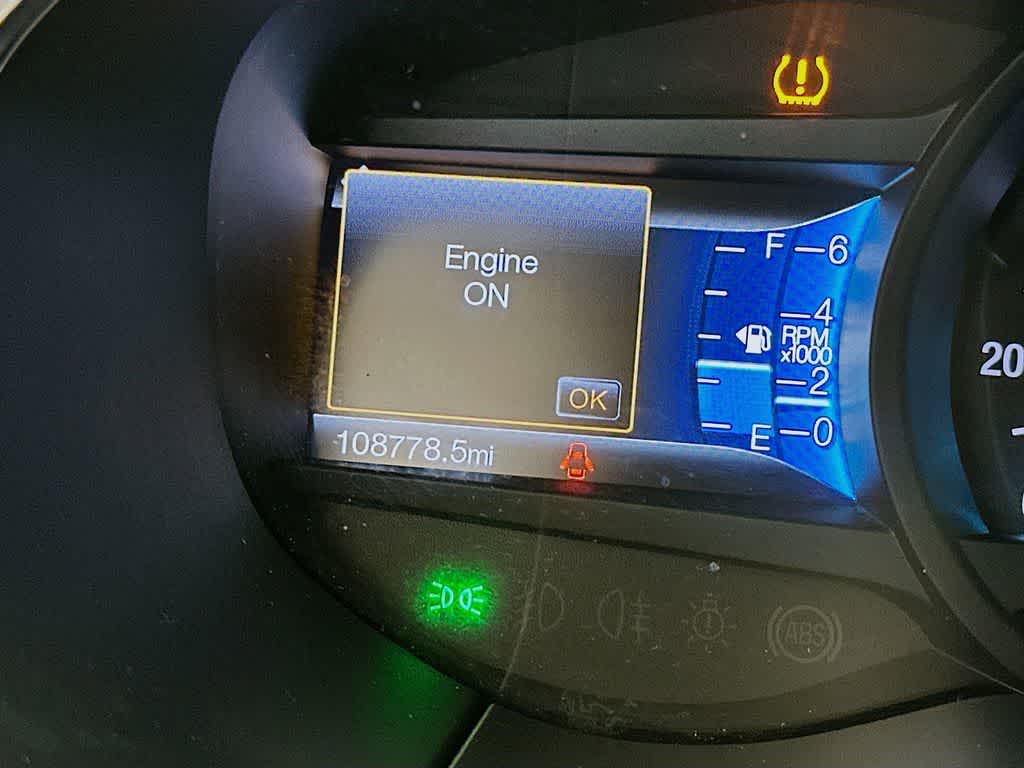 Engine
ON
OK
108778.5mi
F
E
6
4
RPM
x1000
2
0
20
ABS